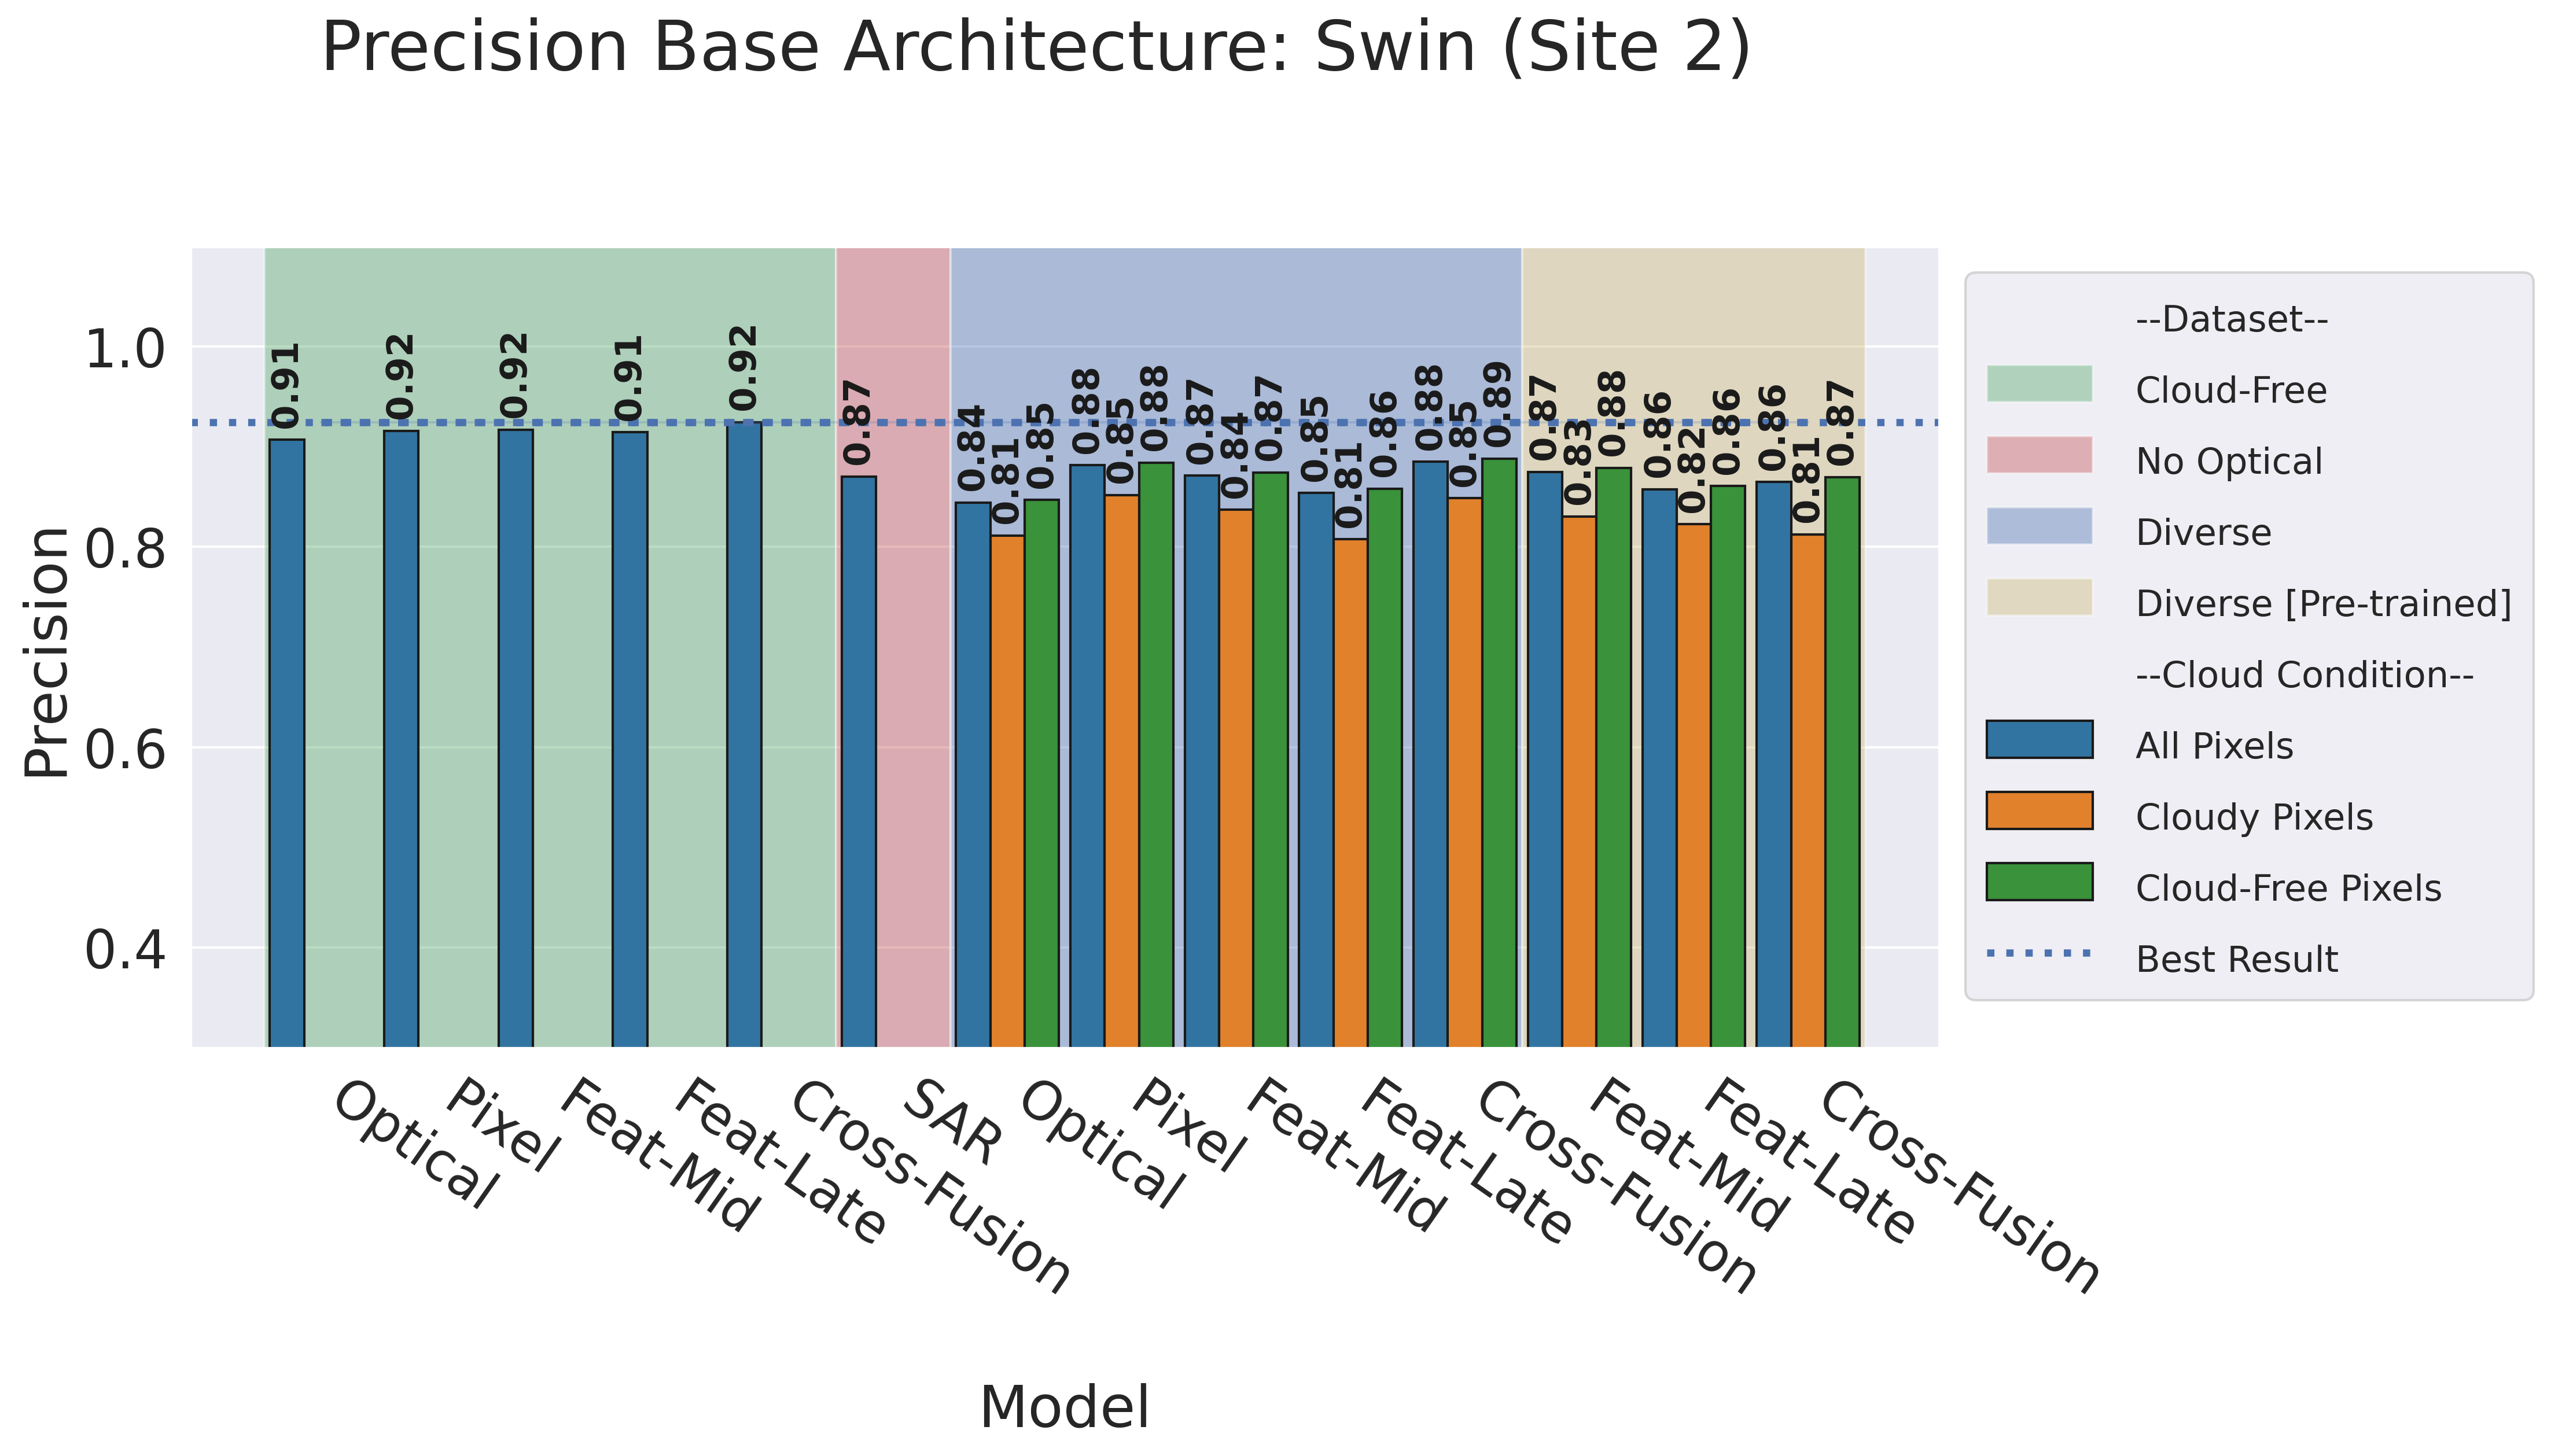 Precision Base Architecture: Swin (Site 2)
Precision
1.0
0.8
0.6
0.4
0.91
0.92
0.92
0.91
0.92
0.87
0.84
0.81
0.85
0.88
0.85
0.88
0.87
0.84
0.87
0.85
0.81
0.86
0.88
0.85
0.89
0.87
0.83
0.88
0.86
0.82
0.86
0.86
0.81
0.87
Optical
Pixel
Feat-Mid
Feat-Late
Cross-Fusion
SAR
Optical
Pixel
Feat-Mid
Feat-Late
Cross-Fusion
Feat-Mid
Feat-Late
Cross-Fusion
Model
--Dataset--
Cloud-Free
No Optical
Diverse
Diverse [Pre-trained]
--Cloud Condition--
All Pixels
Cloudy Pixels
Cloud-Free Pixels
Best Result